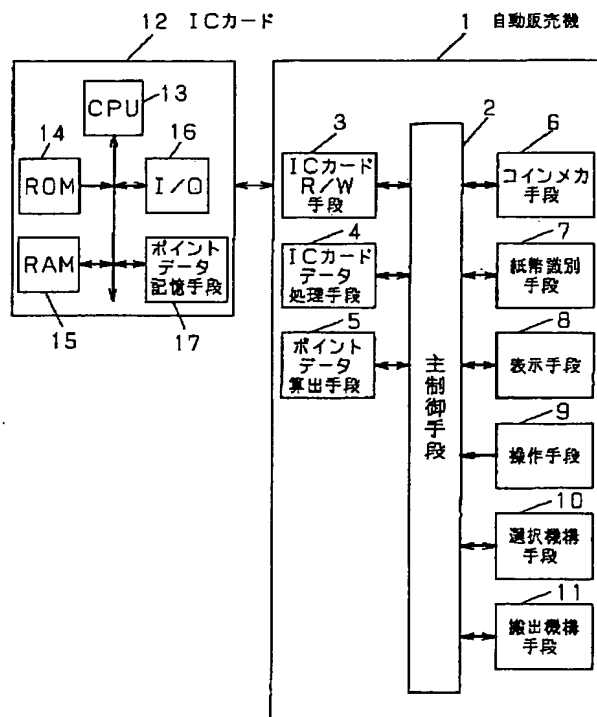 12 ICカード
13
CPU
14
ROM
16
I/O
RAM
15
ポイント
データ
記憶手段
17
1 自動販売機
2
主制御手段
3
ICカード
R/W
手段
4
ICカード
データ
処理手段
5
ポイント
データ
算出手段
6
コインメカ
手段
7
紙幣識別
手段
8
表示手段
9
操作手段
10
選択機構
手段
11
搬出機構
手段